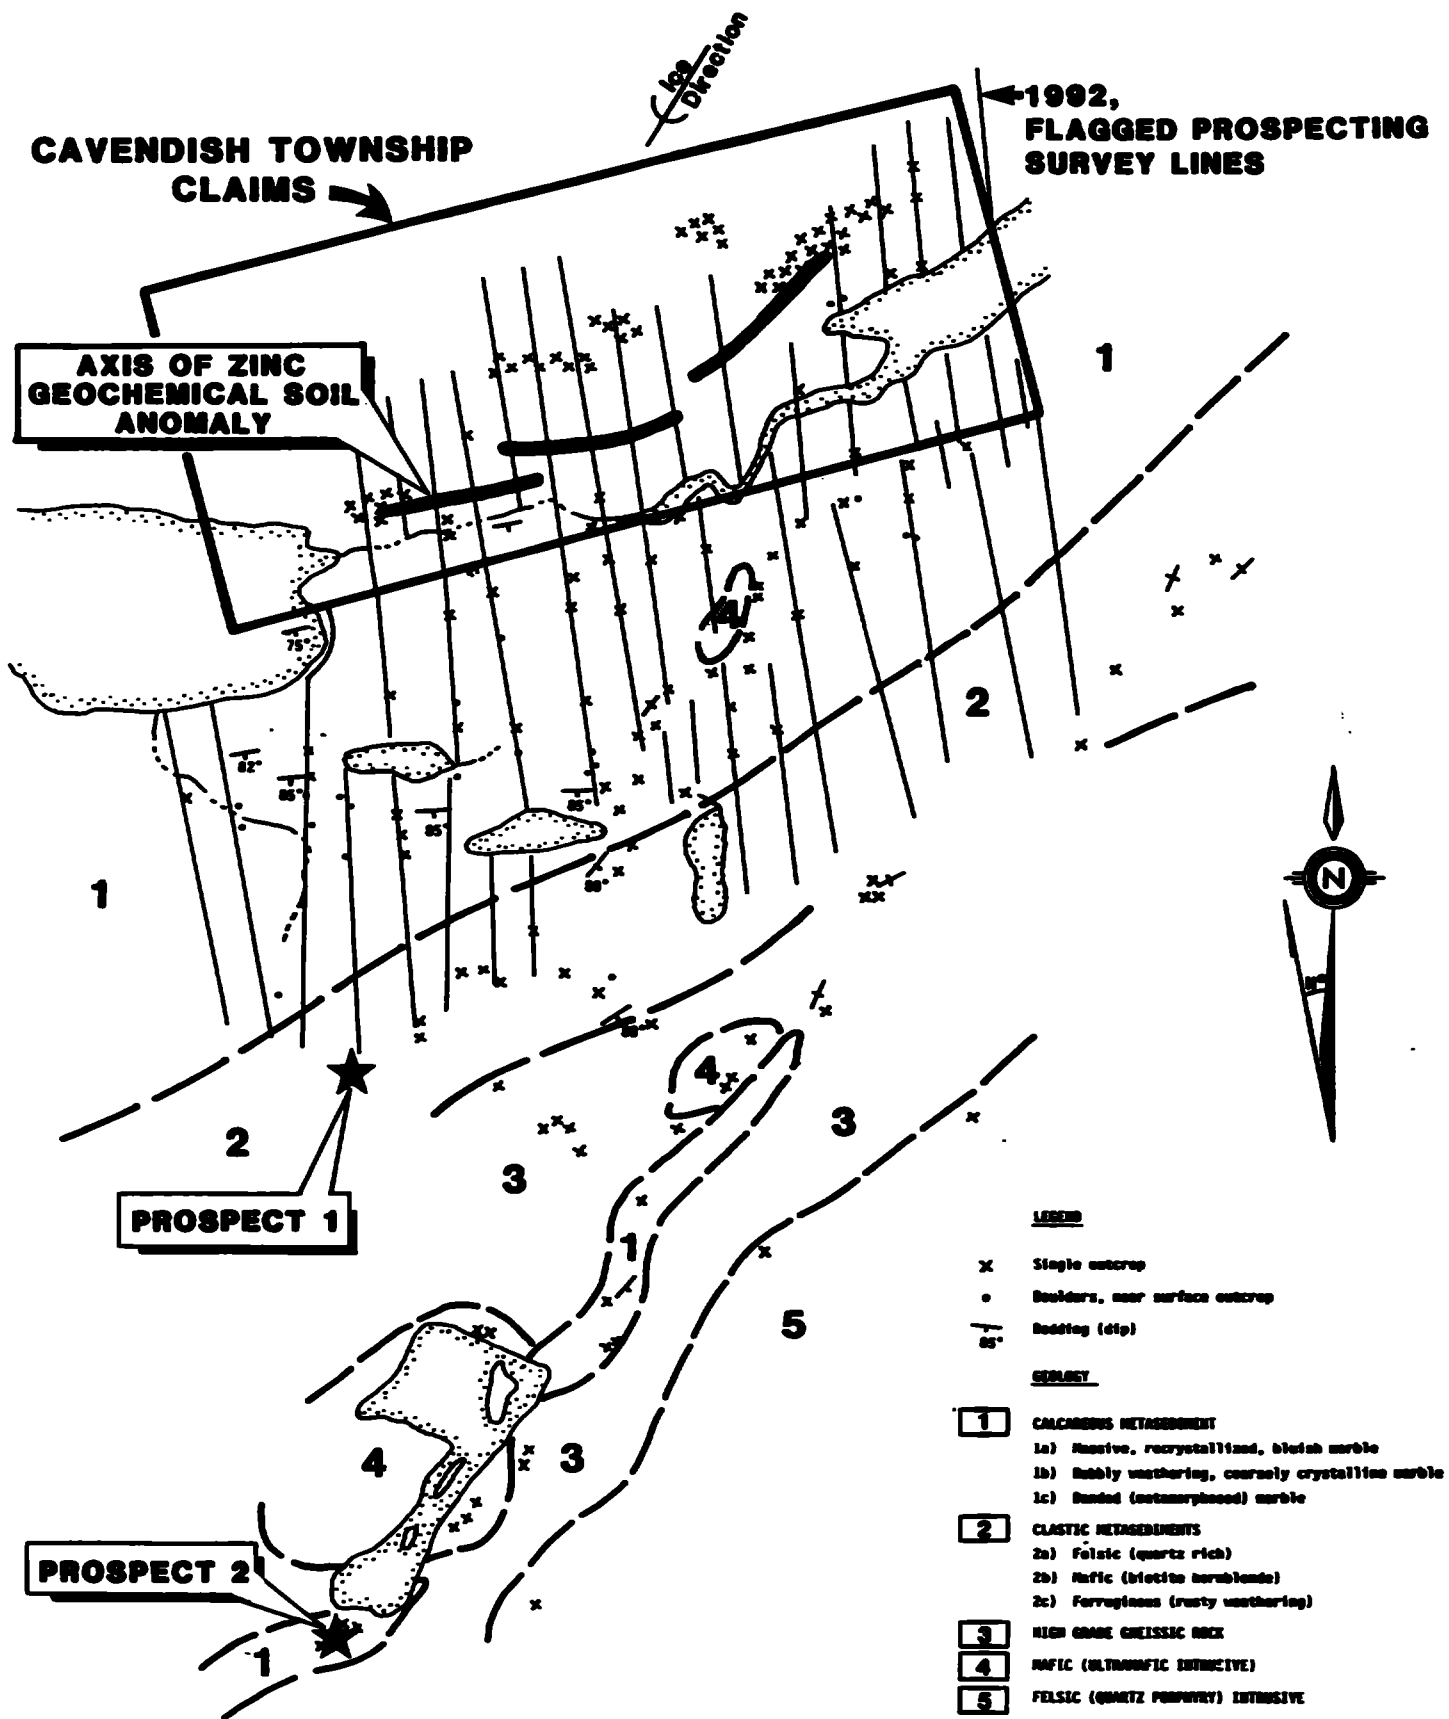 Ice
Direction
1992,
FLAGGED PROSPECTING
SURVEY LINES
CAVENDISH TOWNSHIP
CLAIMS
AXIS OF ZINC
GEOCHEMICAL SOIL
ANOMALY
1
4
75°
2
82°
85°
85°
85°
1
80°
N
4
2
3
3
PROSPECT 1
1
5
4
3
PROSPECT 2
1
LEGEND
x Single outcrop
• Boulders, near surface outcrop
85° Bedding (dip)
GEOLOGY
1 CALCAREOUS METASEDIMENT
1a) Massive, recrystallized, bluish marble
1b) Rubbly weathering, coarsely crystalline marble
1c) Banded (metamorphosed) marble
2 CLASTIC METASEDIMENTS
2a) Felsic (quartz rich)
2b) Mafic (biotite hornblende)
2c) Ferruginous (rusty weathering)
3 HIGH GRADE GNEISSIC ROCK
4 MAFIC (ULTRAMAFIC INTRUSIVE)
5 FELSIC (QUARTZ PORPHYRY) INTRUSIVE